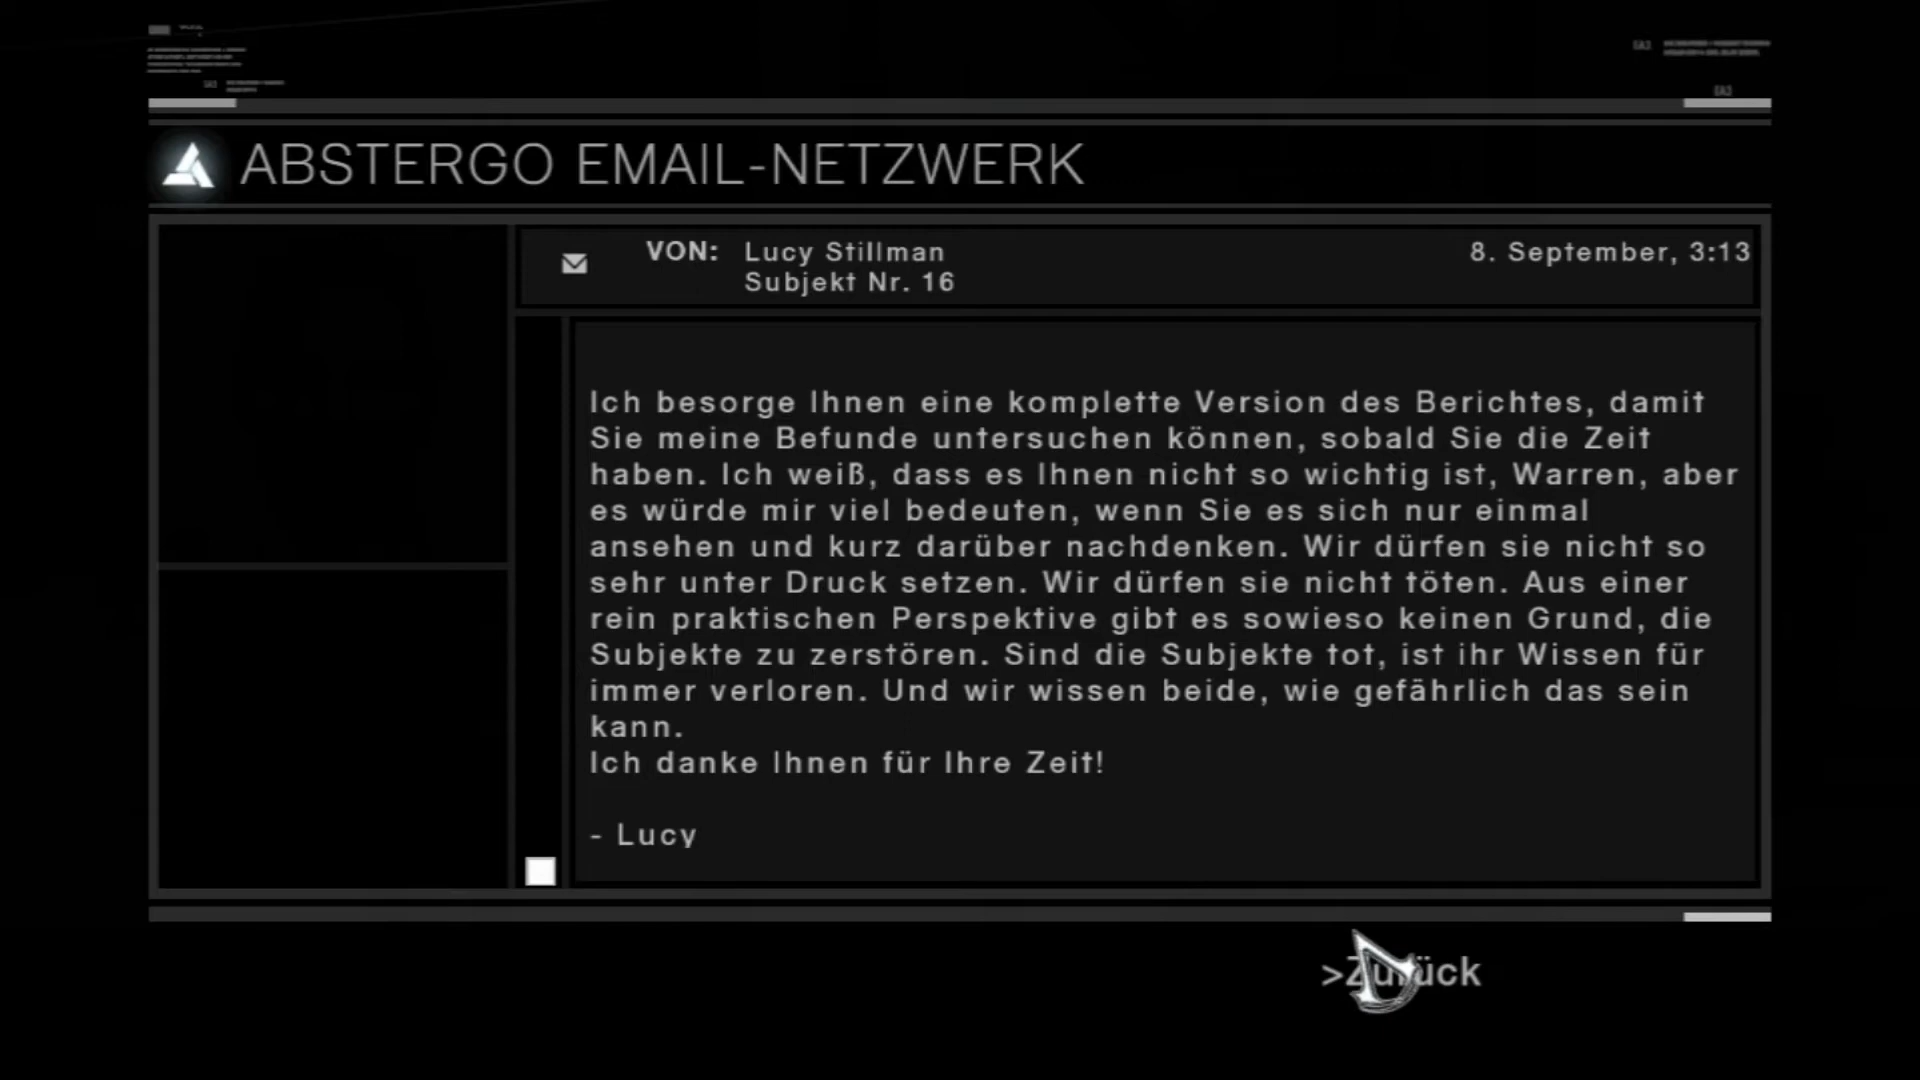 ABSTERGO EMAIL-NETZWERK
VON: Lucy Stillman 8. September, 3:13
Subjekt Nr. 16
Ich besorge Ihnen eine komplette Version des Berichtes, damit
Sie meine Befunde untersuchen können, sobald Sie die Zeit
haben. Ich weiß, dass es Ihnen nicht so wichtig ist, Warren, aber
es würde mir viel bedeuten, wenn Sie es sich nur einmal
ansehen und kurz darüber nachdenken. Wir dürfen sie nicht so
sehr unter Druck setzen. Wir dürfen sie nicht töten. Aus einer
rein praktischen Perspektive gibt es sowieso keinen Grund, die
Subjekte zu zerstören. Sind die Subjekte tot, ist ihr Wissen für
immer verloren. Und wir wissen beide, wie gefährlich das sein
kann.
Ich danke Ihnen für Ihre Zeit!
- Lucy
>Zurück